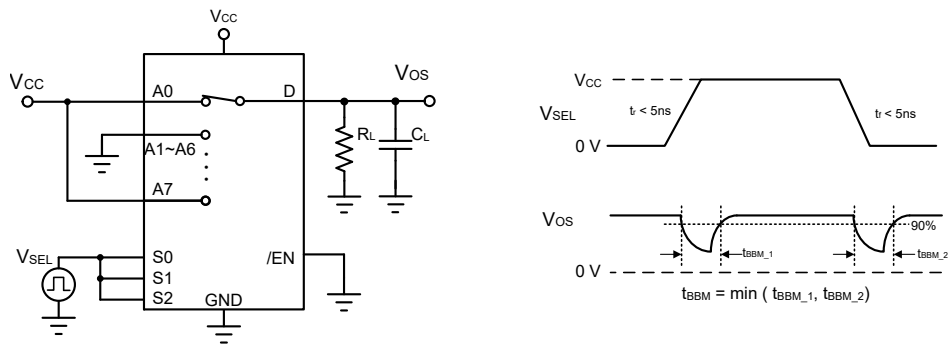 VCC
VCC
A0
D
VOS
A1~A6
RL
CL
A7
VSEL
S0
S1
S2
/EN
GND
VCC
VSEL
tr < 5ns
tf < 5ns
0 V
VOS
90%
tBBM_1
tBBM_2
0 V
tBBM = min ( tBBM_1, tBBM_2)